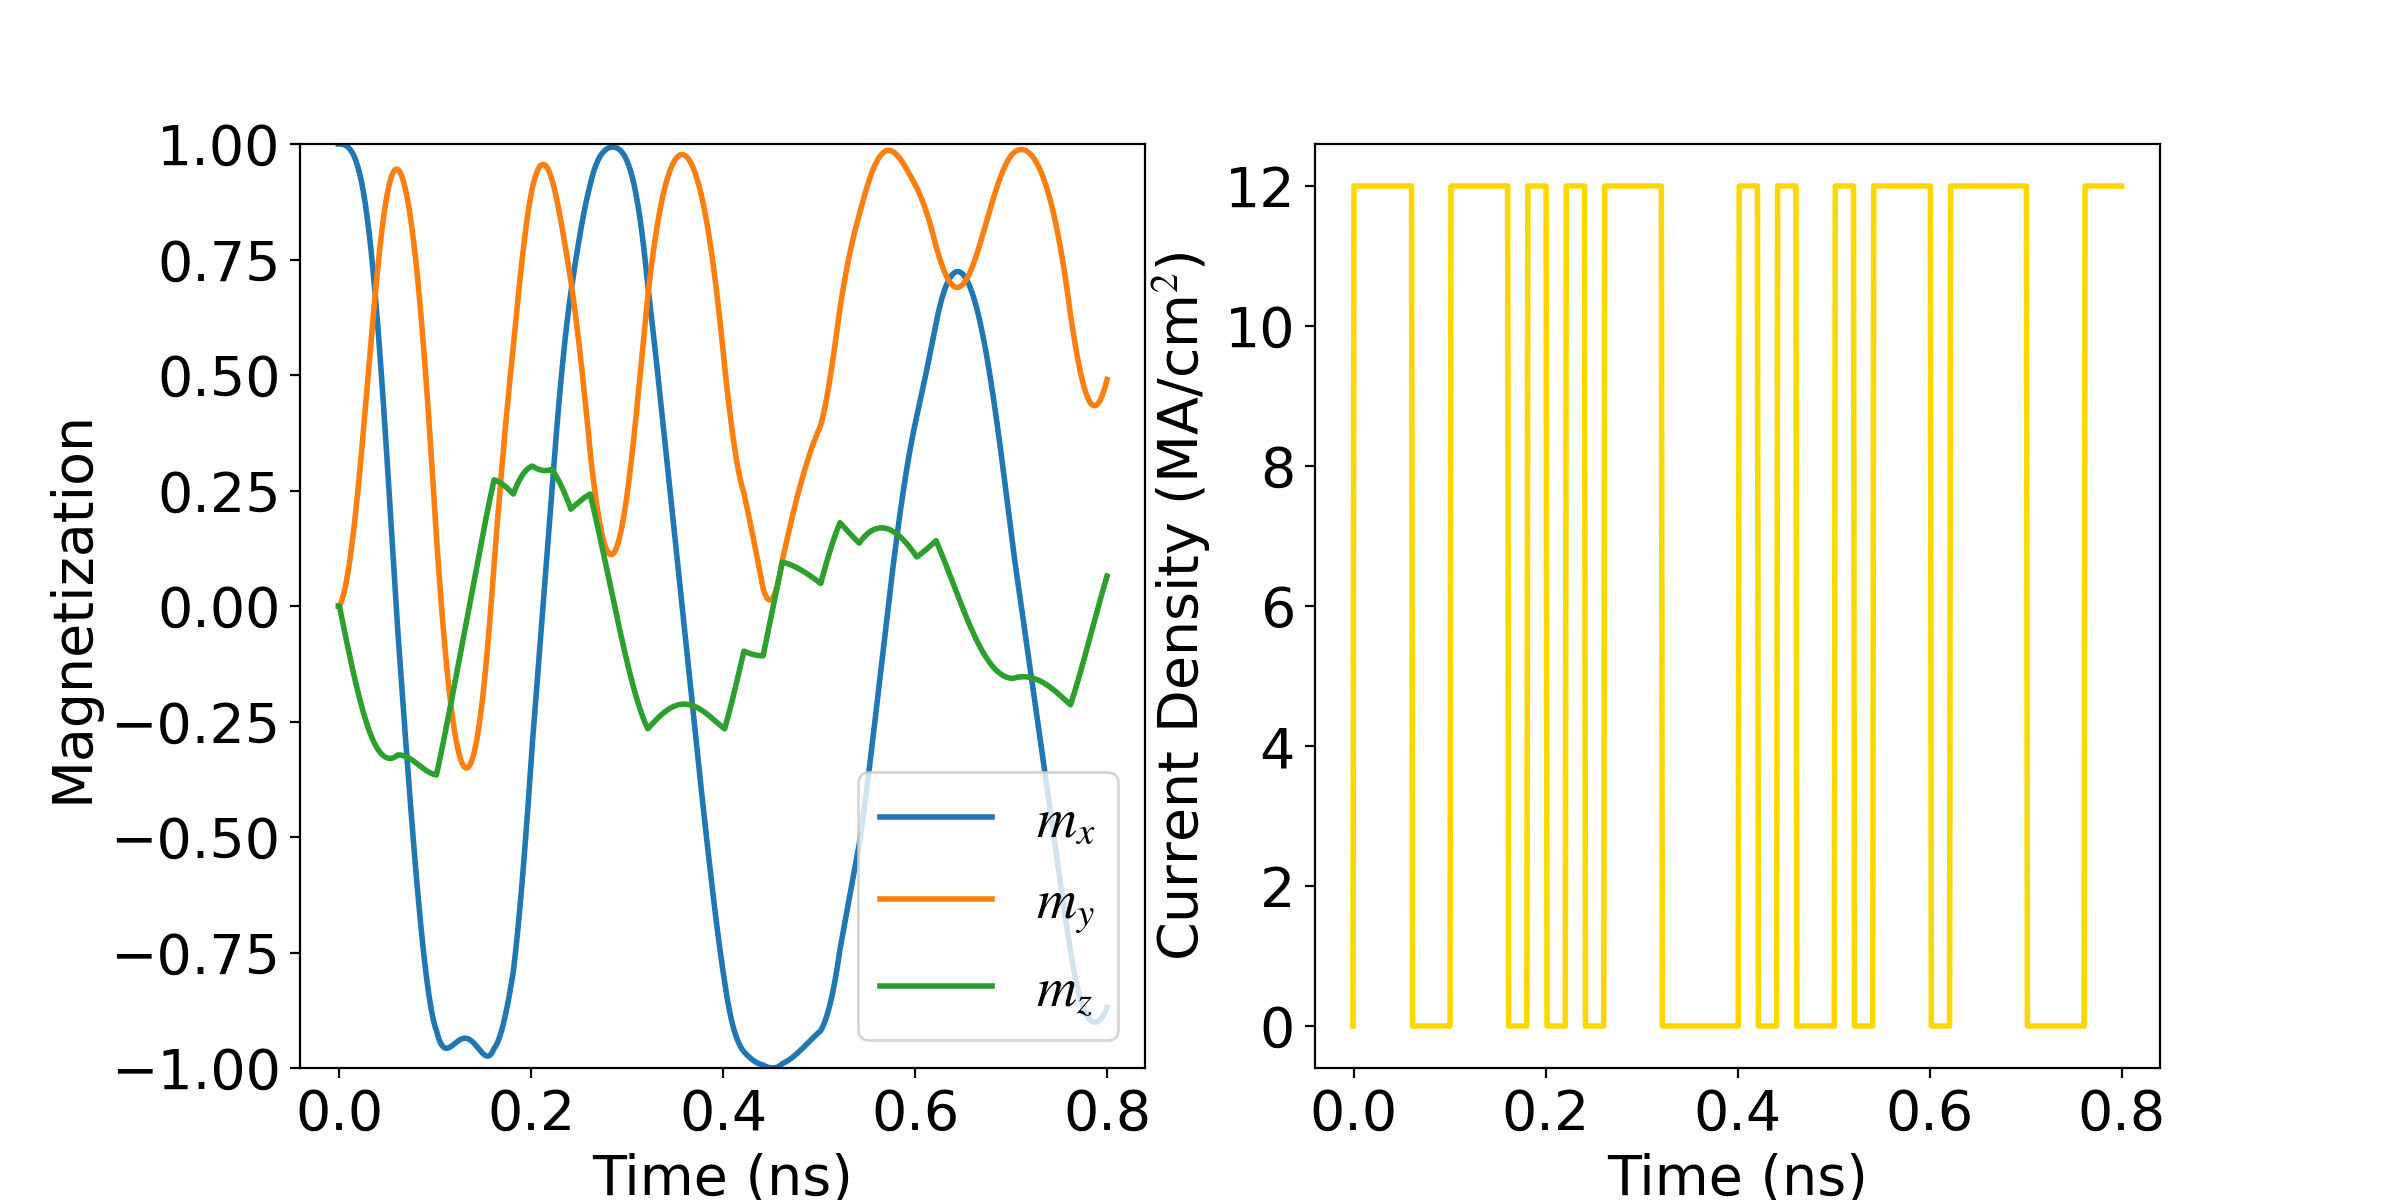 Magnetization
1.00
0.75
0.50
0.25
0.00
−0.25
−0.50
−0.75
−1.00
0.0 0.2 0.4 0.6 0.8
Time (ns)
m_x
m_y
m_z
Current Density (MA/cm²)
12
10
8
6
4
2
0
0.0 0.2 0.4 0.6 0.8
Time (ns)